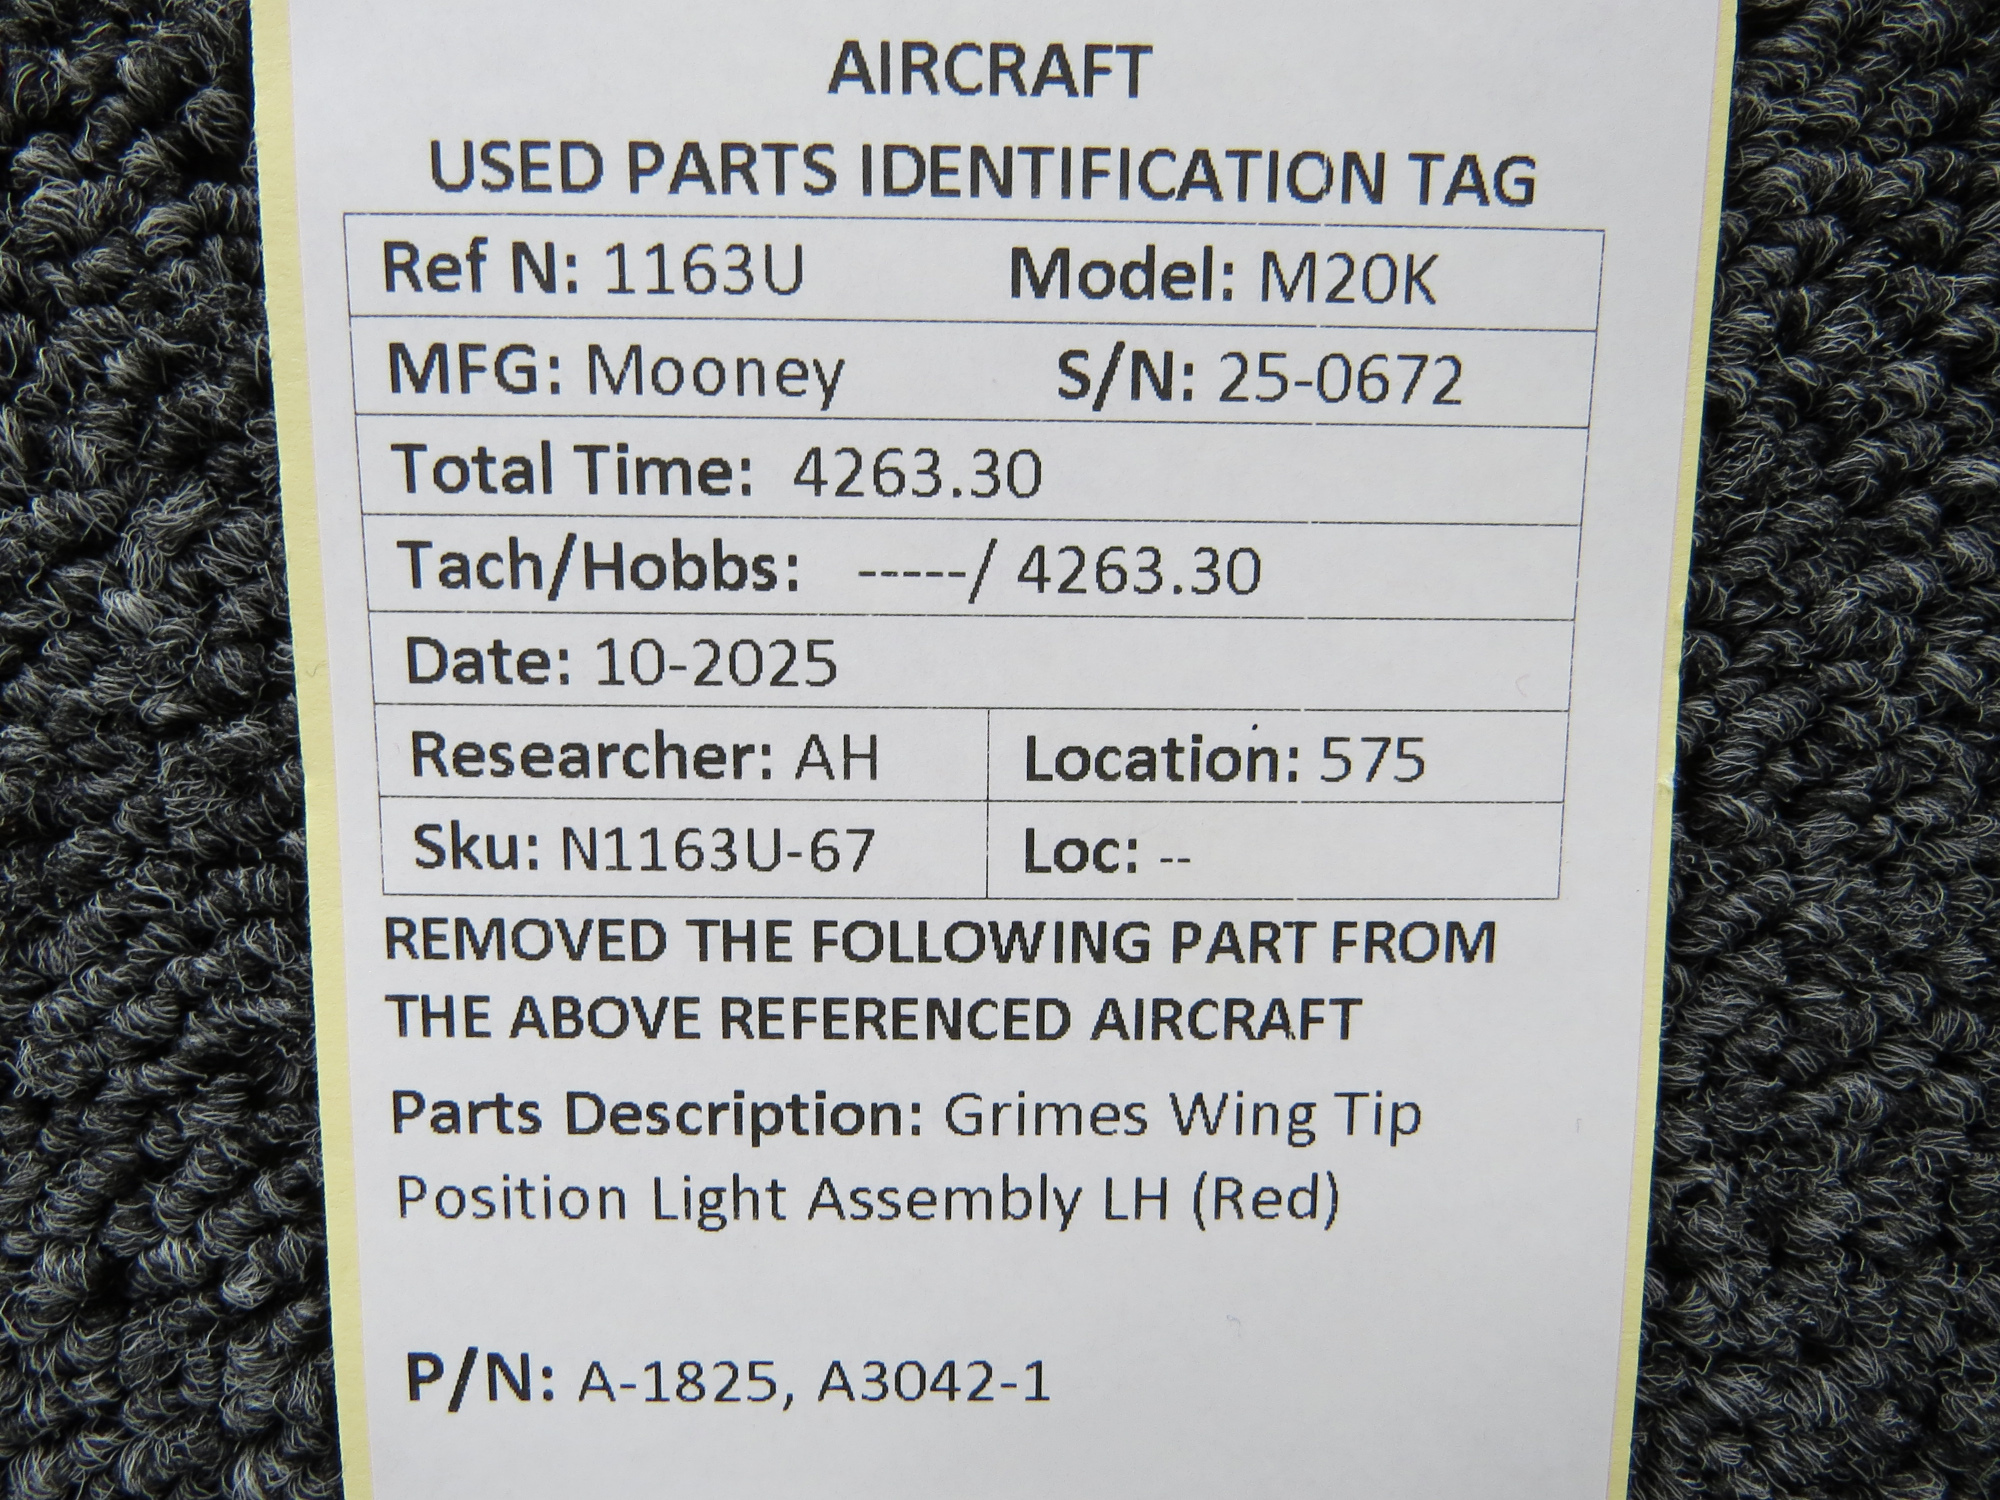 AIRCRAFT
USED PARTS IDENTIFICATION TAG
Ref N: 1163U Model: M20K
MFG: Mooney S/N: 25-0672
Total Time: 4263.30
Tach/Hobbs: -----/ 4263.30
Date: 10-2025
Researcher: AH Location: 575
Sku: N1163U-67 Loc: --
REMOVED THE FOLLOWING PART FROM
THE ABOVE REFERENCED AIRCRAFT
Parts Description: Grimes Wing Tip
Position Light Assembly LH (Red)
P/N: A-1825, A3042-1